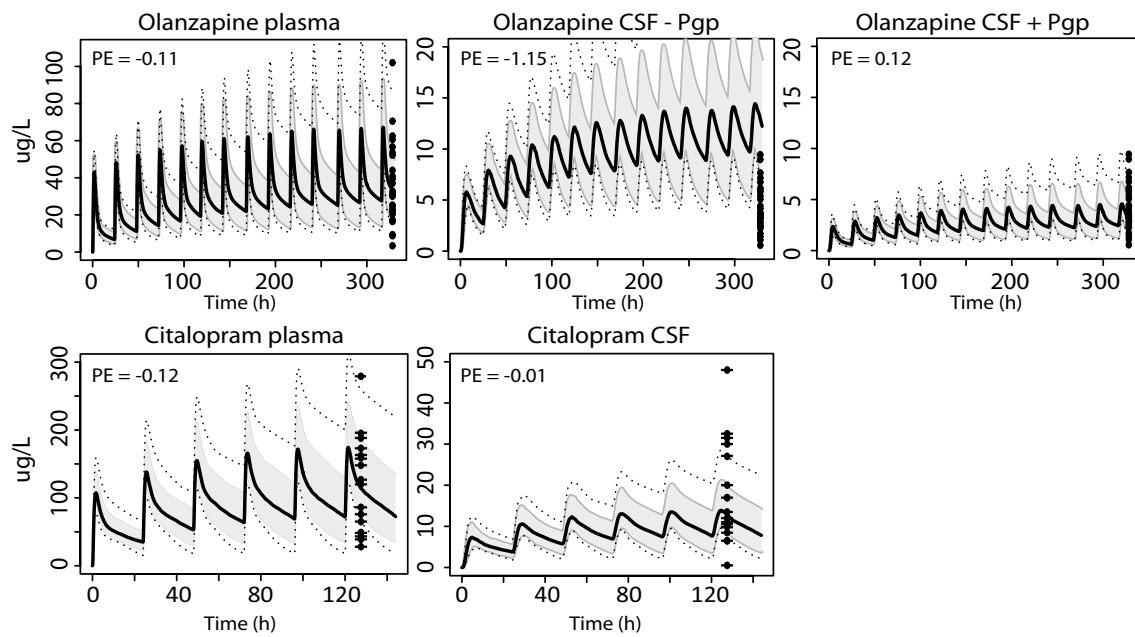 Olanzapine plasma
Olanzapine CSF - Pgp
Olanzapine CSF + Pgp
PE = -0.11
PE = -1.15
PE = 0.12
ug/L
0 20 40 60 80 100
0 5 10 15 20
0 5 10 15 20
0 100 200 300
0 100 200 300
0 100 200 300
Time (h)
Time (h)
Time (h)
Citalopram plasma
Citalopram CSF
PE = -0.12
PE = -0.01
ug/L
0 100 200 300
0 10 20 30 40 50
0 40 80 120
0 40 80 120
Time (h)
Time (h)